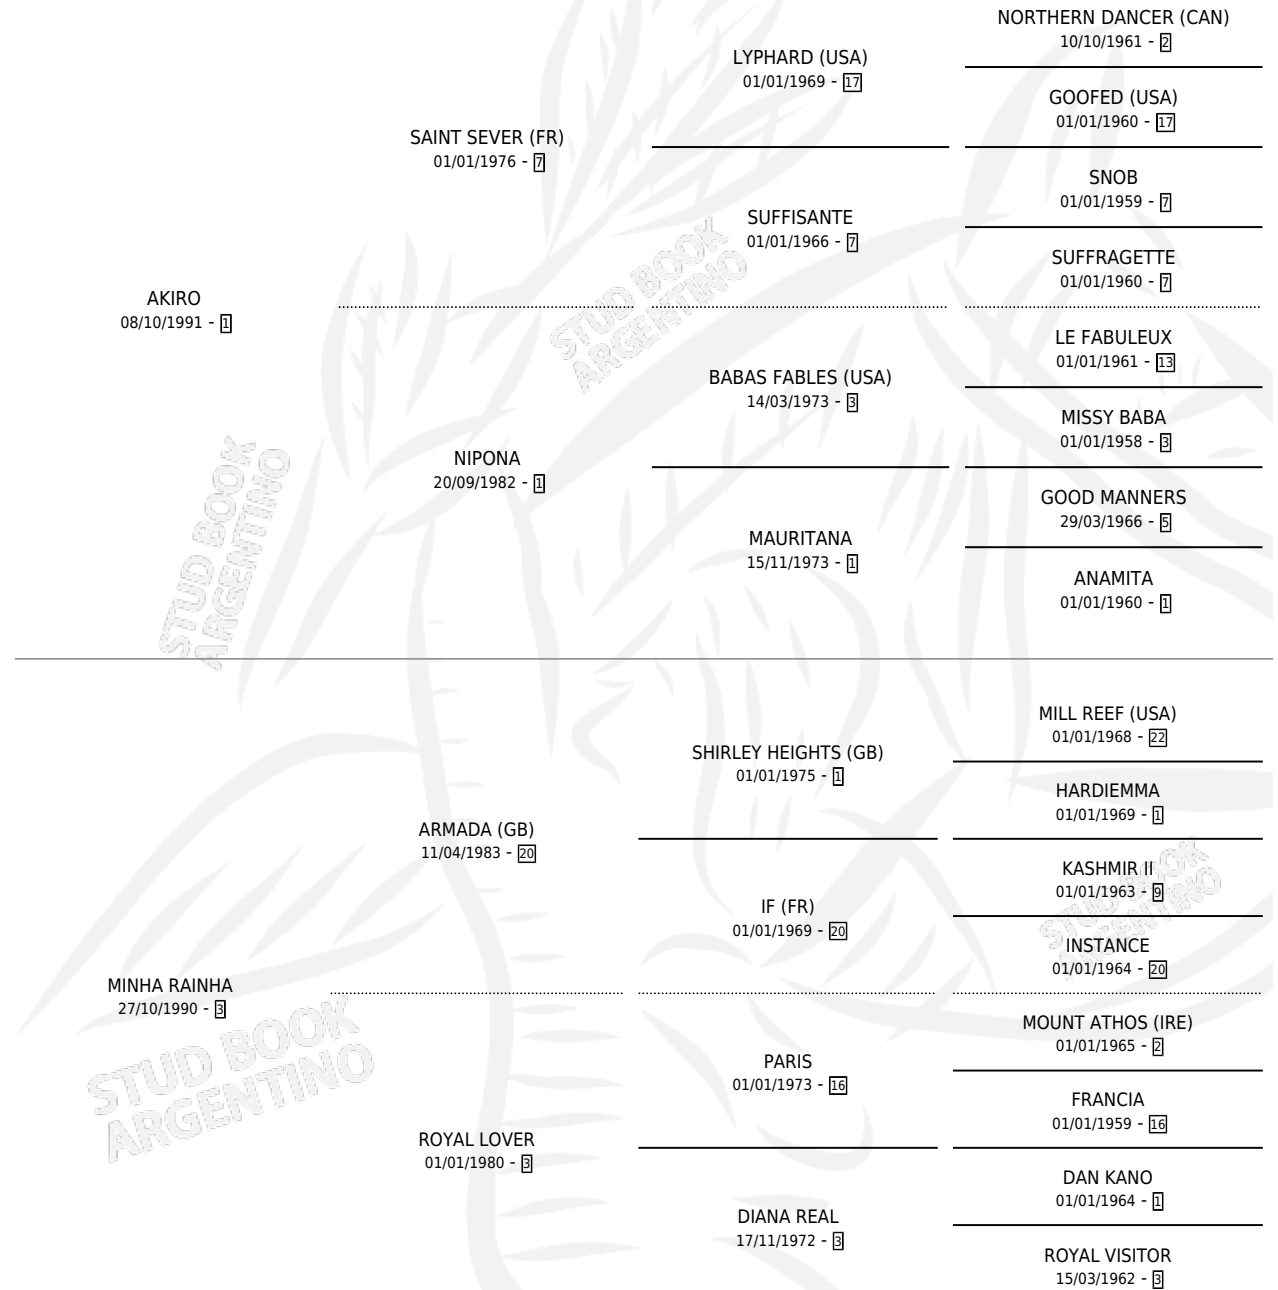 NORTHERN DANCER (CAN)
10/10/1961 - 2
LYPHARD (USA)
01/01/1969 - 17
GOOFED (USA)
01/01/1960 - 17
SAINT SEVER (FR)
01/01/1976 - 7
SNOB
01/01/1959 - 7
SUFFISANTE
01/01/1966 - 7
SUFFRAGETTE
01/01/1960 - 7
AKIRO
08/10/1991 - 1
LE FABULEUX
01/01/1961 - 13
BABAS FABLES (USA)
14/03/1973 - 3
MISSY BABA
01/01/1958 - 3
NIPONA
20/09/1982 - 1
GOOD MANNERS
29/03/1966 - 5
MAURITANA
15/11/1973 - 1
ANAMITA
01/01/1960 - 1
MILL REEF (USA)
01/01/1968 - 22
SHIRLEY HEIGHTS (GB)
01/01/1975 - 1
HARDIEMMA
01/01/1969 - 1
ARMADA (GB)
11/04/1983 - 20
KASHMIR II
01/01/1963 - 9
IF (FR)
01/01/1969 - 20
INSTANCE
01/01/1964 - 20
MINHA RAINHA
27/10/1990 - 3
MOUNT ATHOS (IRE)
01/01/1965 - 2
PARIS
01/01/1973 - 16
FRANCIA
01/01/1959 - 16
ROYAL LOVER
01/01/1980 - 3
DAN KANO
01/01/1964 - 1
DIANA REAL
17/11/1972 - 3
ROYAL VISITOR
15/03/1962 - 3
STUD BOOK
ARGENTINO
STUD BOOK
ARGENTINO
STUD BOOK
ARGENTINO
STUD BOOK
ARGENTINO